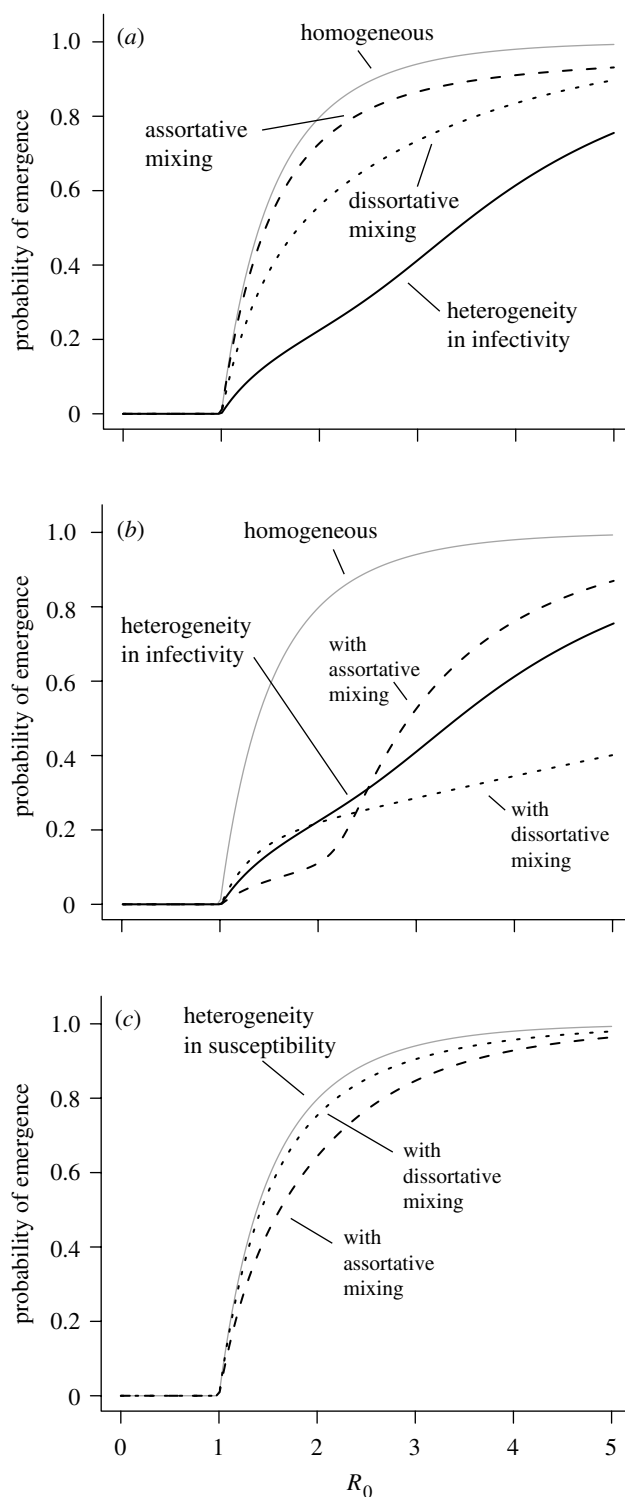 (a)
homogeneous
assortative
mixing
dissortative
mixing
heterogeneity
in infectivity
probability of emergence
1.0
0.8
0.6
0.4
0.2
0
(b)
homogeneous
heterogeneity
in infectivity
with
assortative
mixing
with
dissortative
mixing
probability of emergence
1.0
0.8
0.6
0.4
0.2
0
(c)
heterogeneity
in susceptibility
with
dissortative
mixing
with
assortative
mixing
probability of emergence
1.0
0.8
0.6
0.4
0.2
0
0 1 2 3 4 5
R0